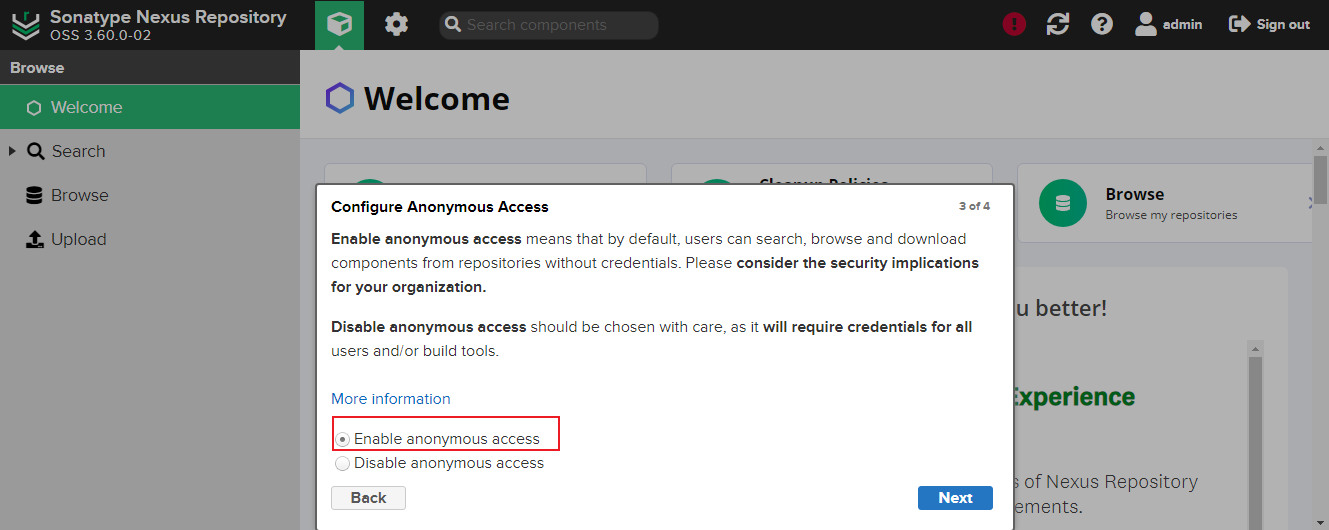 Sonatype Nexus Repository
OSS 3.60.0-02
Search components
admin
Sign out
Browse
Welcome
Search
Browse
Upload
Welcome
Cleanup Policies
Browse
Browse my repositories
Configure Anonymous Access
3 of 4
Enable anonymous access means that by default, users can search, browse and download
components from repositories without credentials. Please consider the security implications
for your organization.
Disable anonymous access should be chosen with care, as it will require credentials for all
users and/or build tools.
More information
Enable anonymous access
Disable anonymous access
Back
Next
u better!
Experience
s of Nexus Repository
ements.